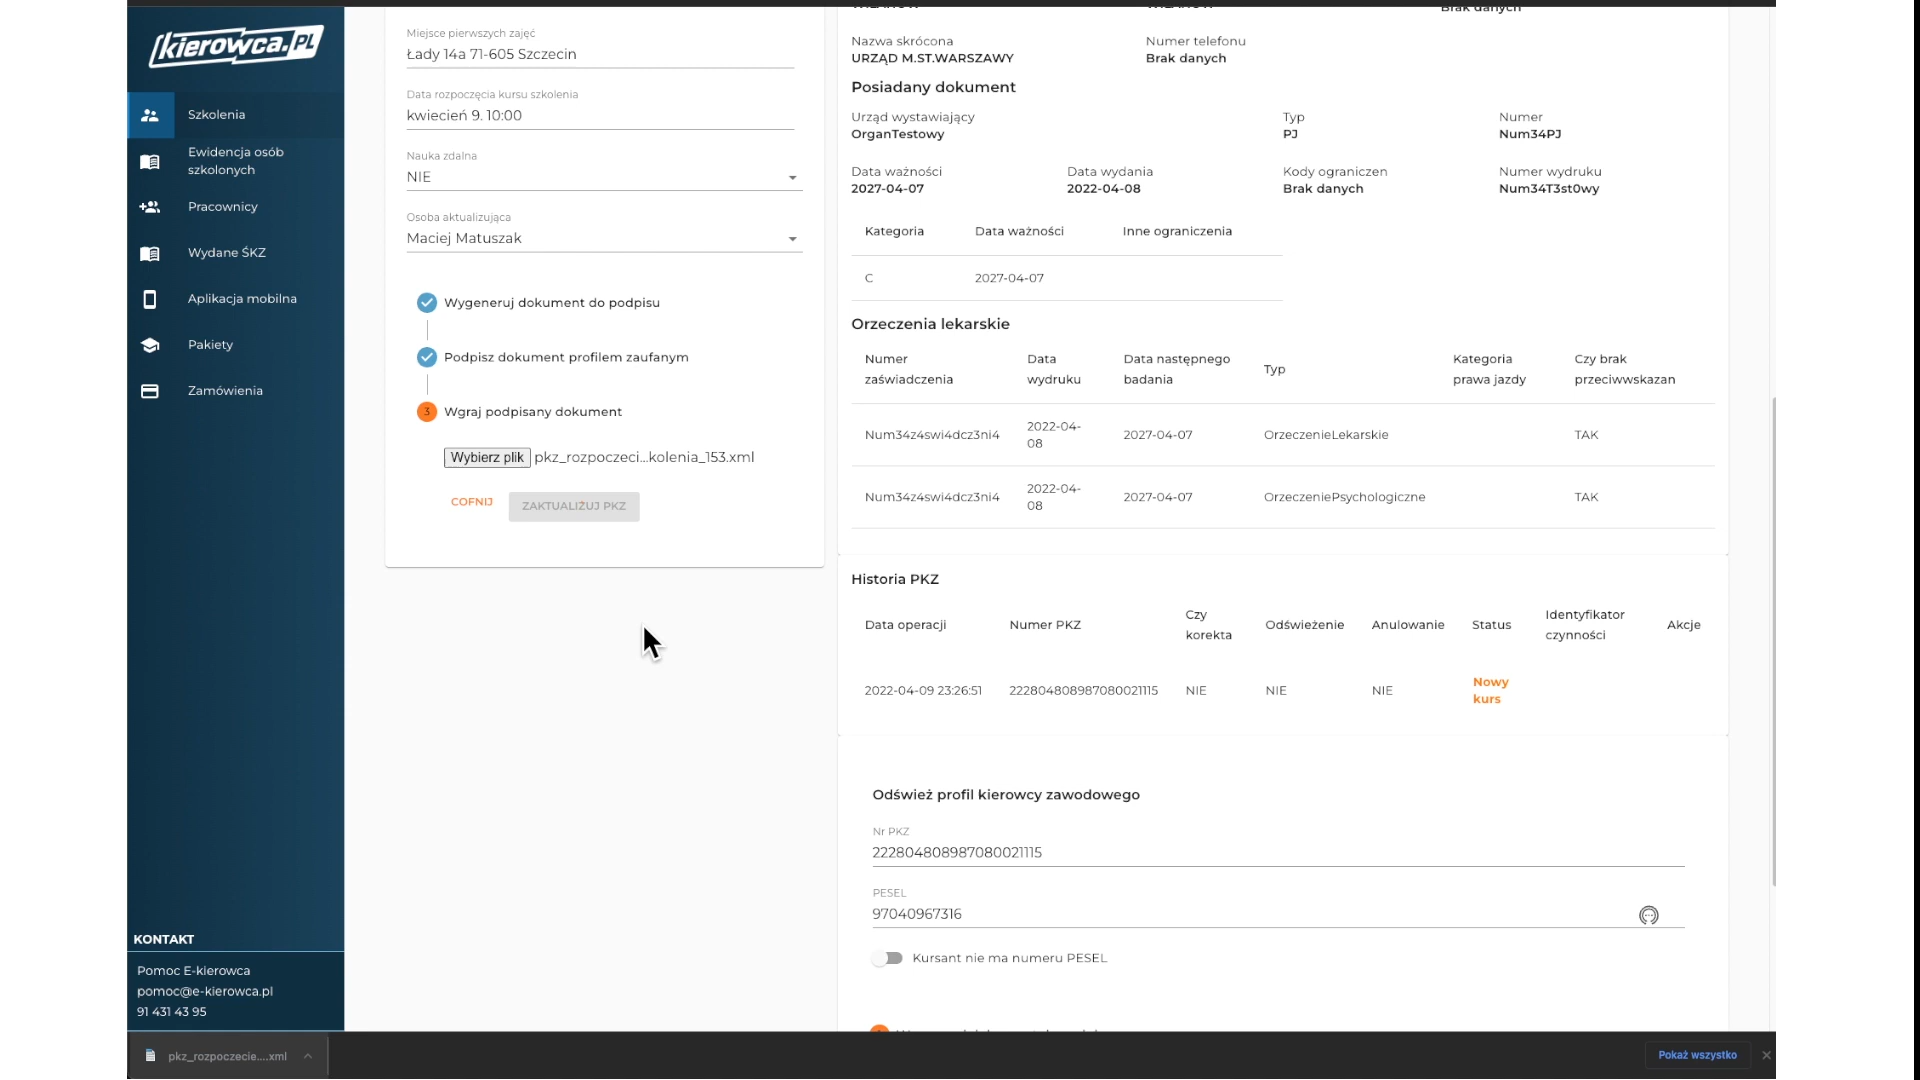 kierowca.PL
Szkolenia
Ewidencja osób
szkolonych
Pracownicy
Wydane ŚKZ
Aplikacja mobilna
Pakiety
Zamówienia
KONTAKT
Pomoc E-kierowca
pomoc@e-kierowca.pl
91 431 43 95
Miejsce pierwszych zajęć
Łady 14a 71-605 Szczecin
Data rozpoczęcia kursu szkolenia
kwiecień 9. 10:00
Nauka zdalna
NIE
Osoba aktualizująca
Maciej Matuszak
Wygeneruj dokument do podpisu
Podpisz dokument profilem zaufanym
3 Wgraj podpisany dokument
Wybierz plik pkz_rozpoczeci...kolenia_153.xml
COFNIJ ZAKTUALIZUJ PKZ
Brak danych
Nazwa skrócona Numer telefonu
URZĄD M.ST.WARSZAWY Brak danych
Posiadany dokument
Urząd wystawiający Typ Numer
OrganTestowy PJ Num34PJ
Data ważności Data wydania Kody ograniczen Numer wydruku
2027-04-07 2022-04-08 Brak danych Num34T3st0wy
Kategoria Data ważności Inne ograniczenia
C 2027-04-07
Orzeczenia lekarskie
Numer Data Data następnego Typ Kategoria Czy brak
zaświadczenia wydruku badania prawa jazdy przeciwwskazan
Num34z4swi4dcz3ni4 2022-04- 2027-04-07 OrzeczenieLekarskie TAK
08
Num34z4swi4dcz3ni4 2022-04- 2027-04-07 OrzeczeniePsychologiczne TAK
08
Historia PKZ
Data operacji Numer PKZ Czy Odświeżenie Anulowanie Status Identyfikator Akcje
korekta czynności
2022-04-09 23:26:51 22280480898708002​1115 NIE NIE NIE Nowy
kurs
Odśwież profil kierowcy zawodowego
Nr PKZ
222804808987080021115
PESEL
97040967316
Kursant nie ma numeru PESEL
pkz_rozpoczecie....xml
Pokaż wszystko